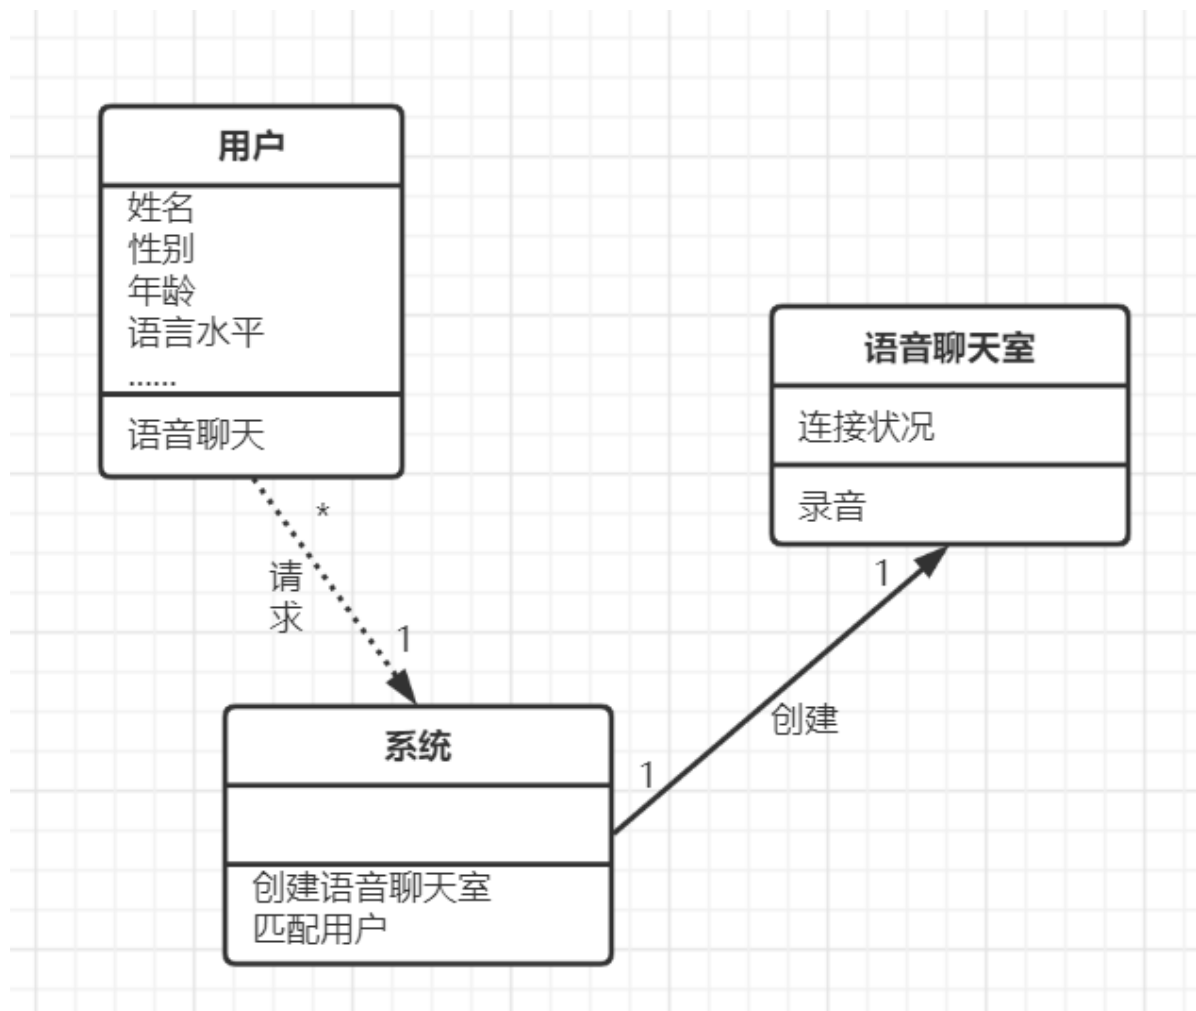 用户
姓名
性别
年龄
语言水平
......
语音聊天
*
请
求
1
系统
创建语音聊天室
匹配用户
1
创建
1
语音聊天室
连接状况
录音